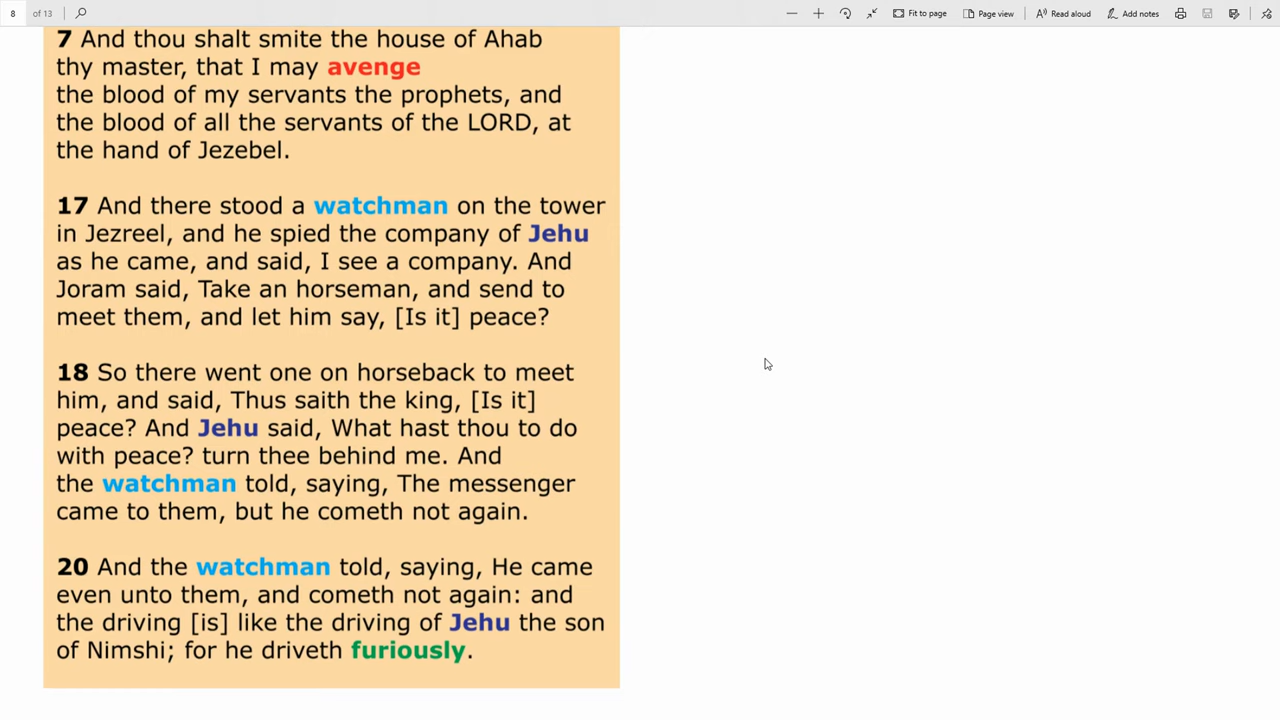 8 of 13 Fit to page Page view Read aloud Add notes
7 And thou shalt smite the house of Ahab
thy master, that I may avenge
the blood of my servants the prophets, and
the blood of all the servants of the LORD, at
the hand of Jezebel.
17 And there stood a watchman on the tower
in Jezreel, and he spied the company of Jehu
as he came, and said, I see a company. And
Joram said, Take an horseman, and send to
meet them, and let him say, [Is it] peace?
18 So there went one on horseback to meet
him, and said, Thus saith the king, [Is it]
peace? And Jehu said, What hast thou to do
with peace? turn thee behind me. And
the watchman told, saying, The messenger
came to them, but he cometh not again.
20 And the watchman told, saying, He came
even unto them, and cometh not again: and
the driving [is] like the driving of Jehu the son
of Nimshi; for he driveth furiously.